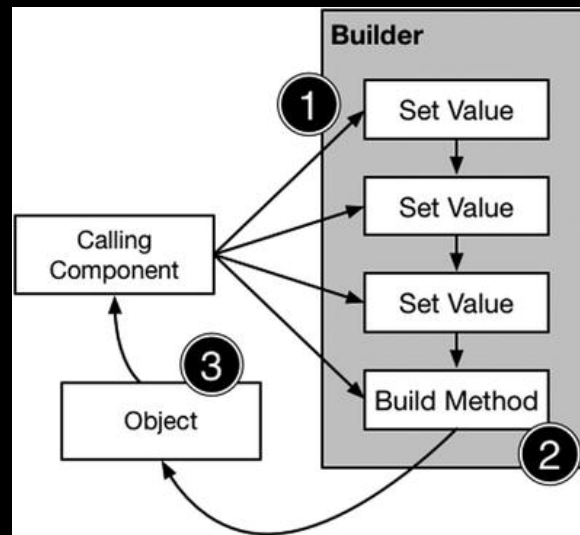 Builder
1
Set Value
Set Value
Calling
Component
Set Value
3
Object
Build Method
2